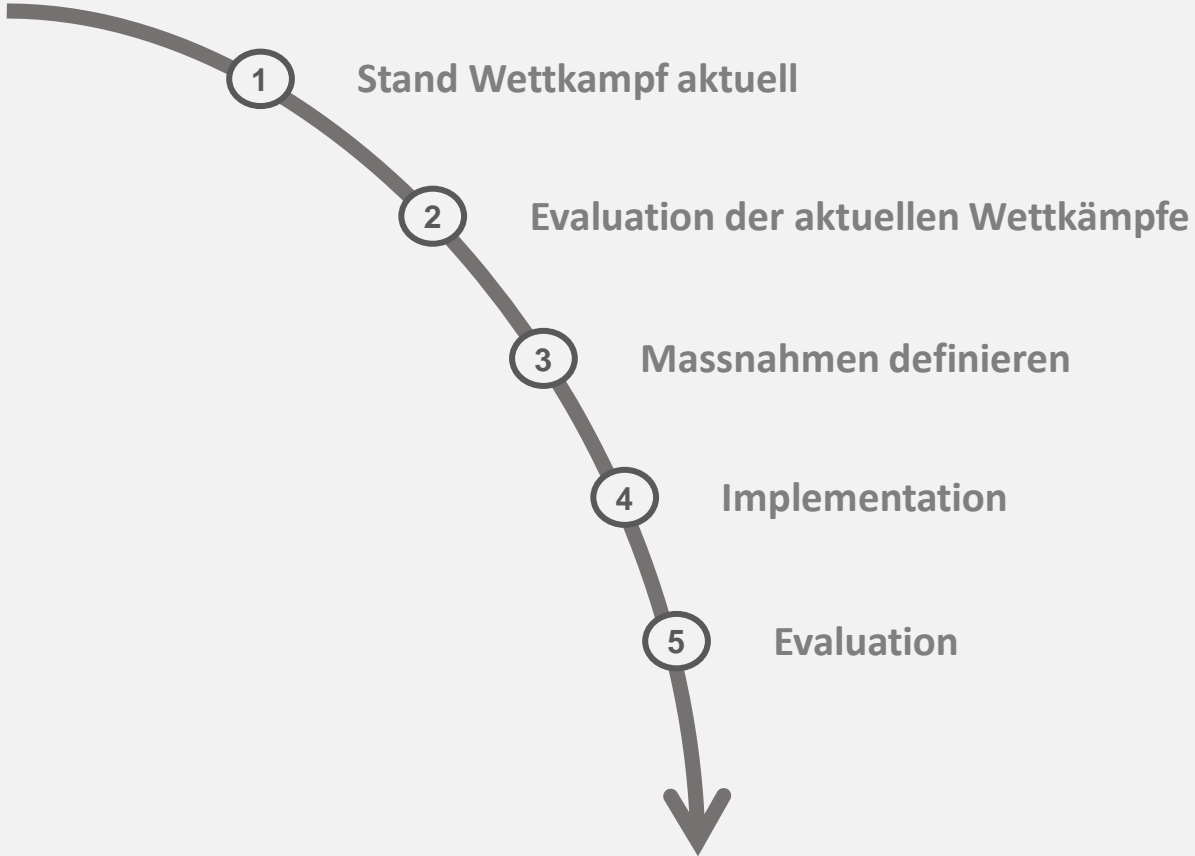 1 Stand Wettkampf aktuell
2 Evaluation der aktuellen Wettkämpfe
3 Massnahmen definieren
4 Implementation
5 Evaluation